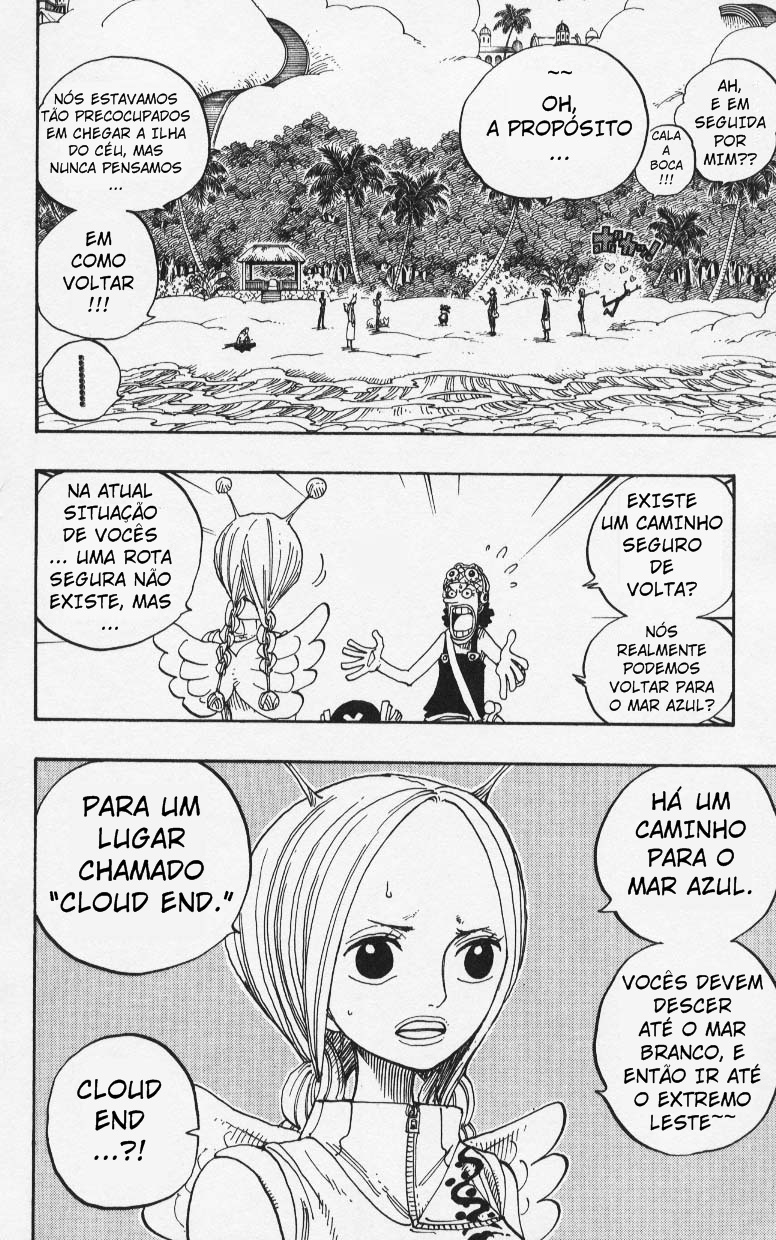 AH,
E EM
SEGUIDA
POR
MIM??
CALA
A
BOCA
!!!
~~
OH,
A PROPÓSITO
...
NÓS ESTAVAMOS
TÃO PRECOCUPADOS
EM CHEGAR A ILHA
DO CÉU, MAS
NUNCA PENSAMOS
...
EM
COMO
VOLTAR
!!!
EXISTE
UM CAMINHO
SEGURO
DE
VOLTA?
NÓS
REALMENTE
PODEMOS
VOLTAR PARA
O MAR AZUL?
NA ATUAL
SITUAÇÃO
DE VOCÊS
... UMA ROTA
SEGURA NÃO
EXISTE, MAS
...
HÁ UM
CAMINHO
PARA O
MAR AZUL.
VOCÊS DEVEM
DESCER
ATÉ O MAR
BRANCO, E
ENTÃO IR ATÉ
O EXTREMO
LESTE~~
PARA UM
LUGAR
CHAMADO
"CLOUD END."
CLOUD
END
...?!